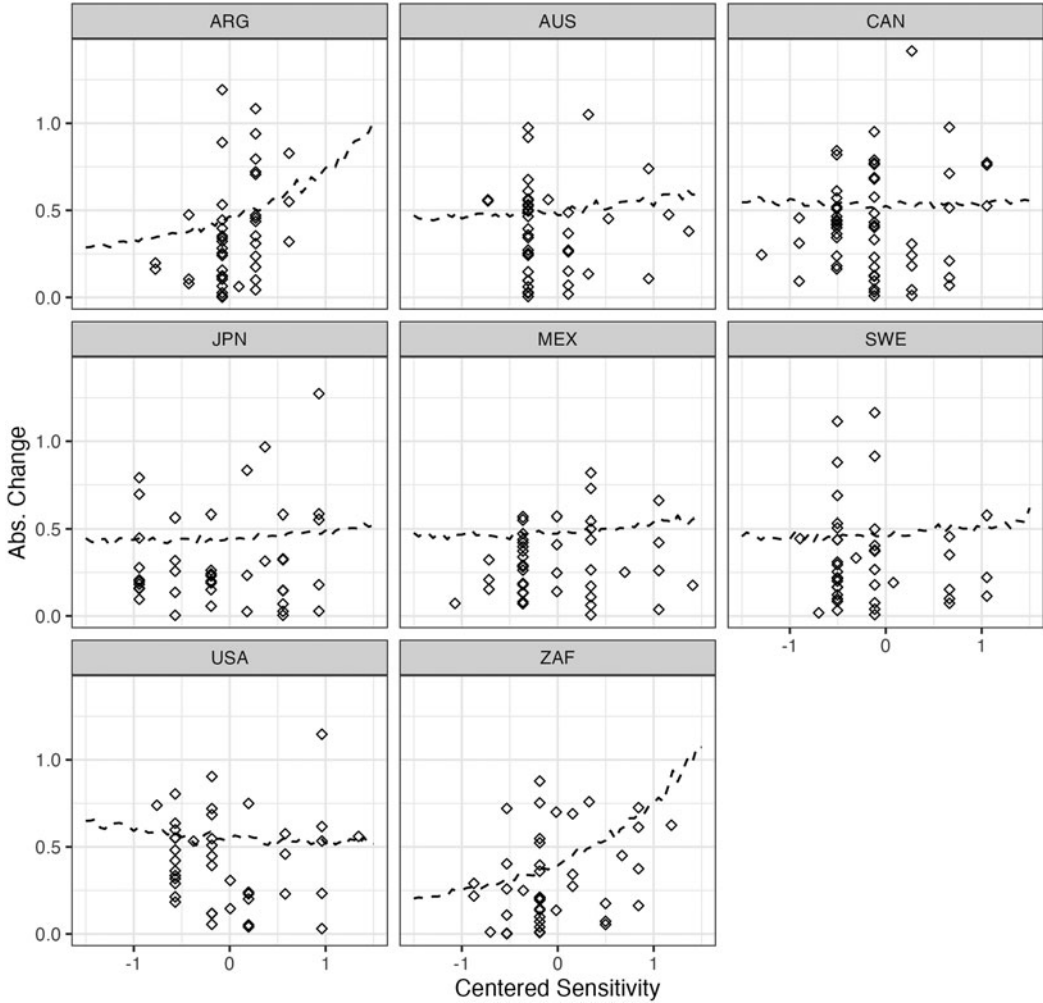 ARG AUS CAN
1.0
0.5
0.0
JPN MEX SWE
Abs. Change
1.0
0.5
0.0
-1 0 1
USA ZAF
1.0
0.5
0.0
-1 0 1 -1 0 1
Centered Sensitivity